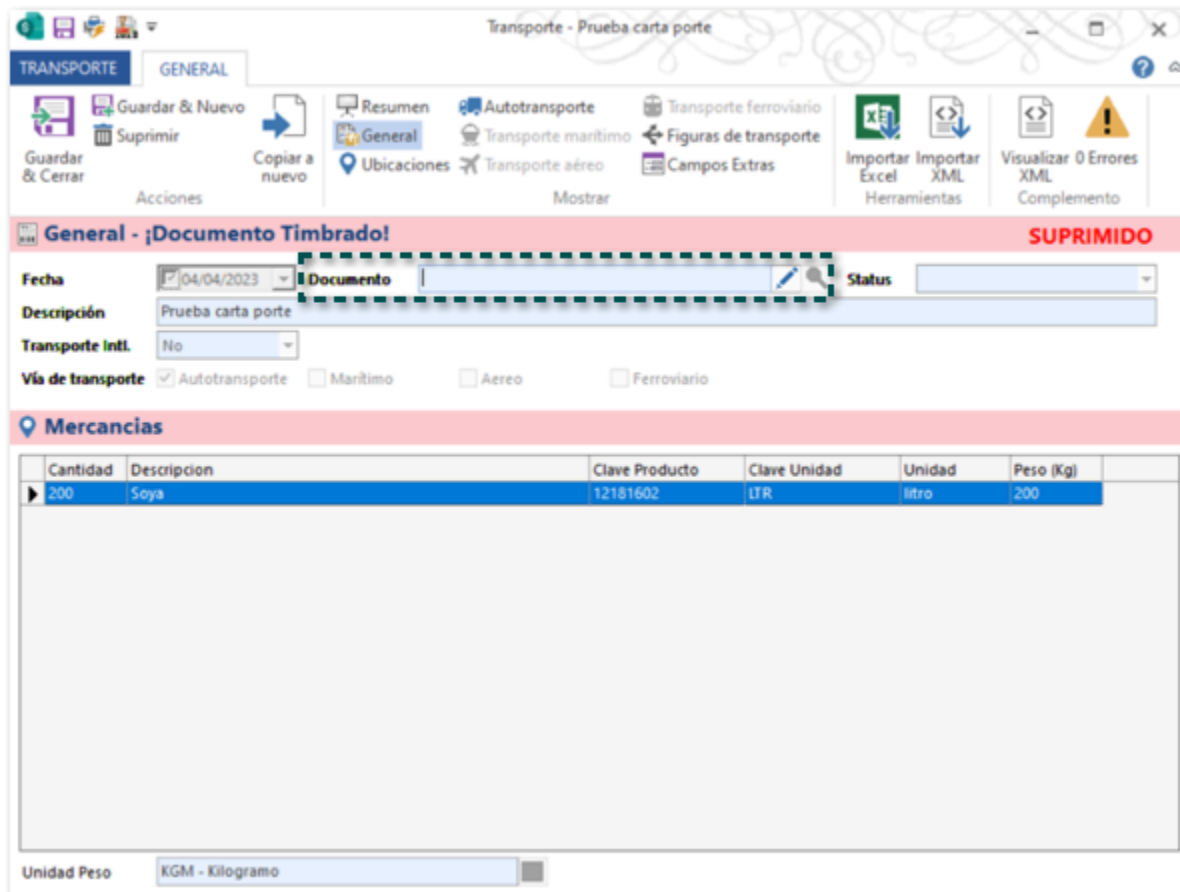 Transporte - Prueba carta porte
TRANSPORTE GENERAL
Guardar & Cerrar
Guardar & Nuevo
Suprimir
Copiar a nuevo
Acciones
Resumen Autotransporte Transporte ferroviario
General Transporte marítimo Figuras de transporte
Ubicaciones Transporte aéreo Campos Extras
Mostrar
Importar Excel
Importar XML
Herramientas
Visualizar XML
0 Errores
Complemento
General - ¡Documento Timbrado! SUPRIMIDO
Fecha 04/04/2023 Documento Status
Descripción Prueba carta porte
Transporte Intl. No
Vía de transporte Autotransporte Marítimo Aereo Ferroviario
Mercancias
Cantidad Descripcion Clave Producto Clave Unidad Unidad Peso (Kg)
200 Soya 12181602 LTR litro 200
Unidad Peso KGM - Kilogramo